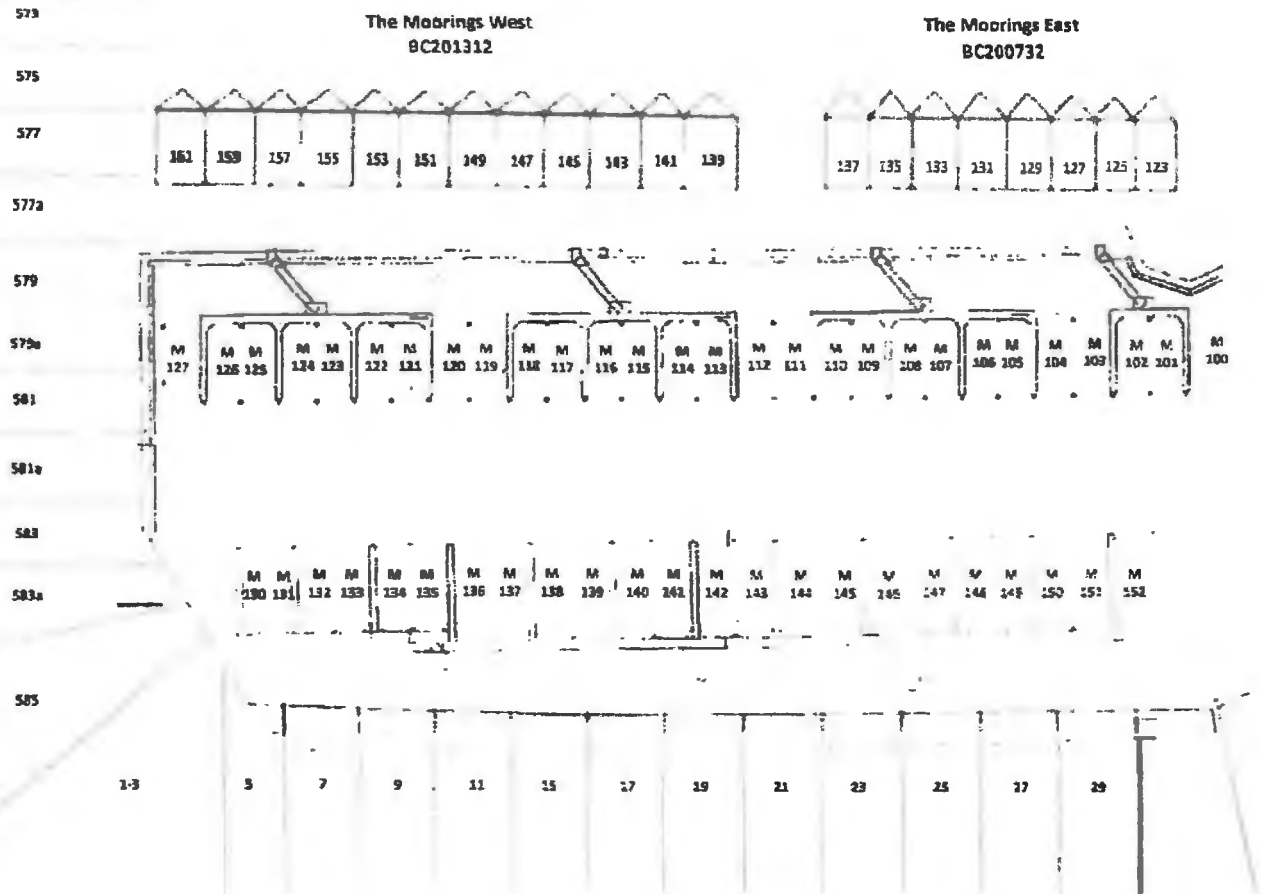 573
The Moorings West
BC201312
The Moorings East
BC200732
575
577
161 159 157 155 153 151 149 147 145 143 141 139
137 135 133 131 129 127 125 123
577a
579
579a
M M M M M M M M M M M M M M M M M M M M M M M M M M M M
127 126 125 124 123 122 121 120 119 118 117 116 115 114 113 112 111 110 109 108 107 106 105 104 103 102 101 100
581
581a
583
M M M M M M M M M M M M M M M M M M M M M M M
583a 130 131 132 133 134 135 136 137 138 139 140 141 142 143 144 145 146 147 148 149 150 151 152
585
1-3 5 7 9 11 15 17 19 21 23 25 27 29